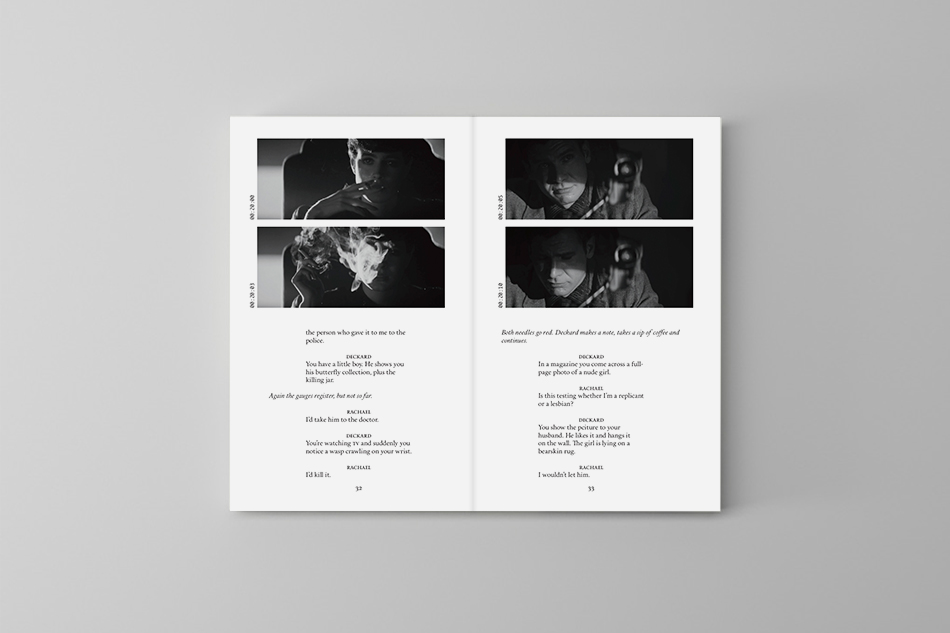 00:20:00
00:20:03
the person who gave it to me to the
police.
DECKARD
You have a little boy. He shows you
his butterfly collection, plus the
killing jar.
Again the gauges register, but not so far.
RACHAEL
I'd take him to the doctor.
DECKARD
You're watching TV and suddenly you
notice a wasp crawling on your wrist.
RACHAEL
I'd kill it.
32
00:20:05
00:20:10
Both needles go red. Deckard makes a note, takes a sip of coffee and
continues.
DECKARD
In a magazine you come across a full-
page photo of a nude girl.
RACHAEL
Is this testing whether I'm a replicant
or a lesbian?
DECKARD
You show the pciture to your
husband. He likes it and hangs it
on the wall. The girl is lying on a
bearskin rug.
RACHAEL
I wouldn't let him.
33